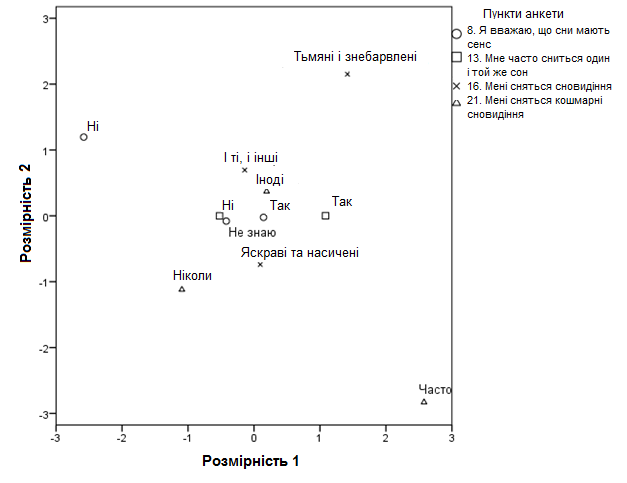 Пункти анкети
8. Я вважаю, що сни мають
сенс
13. Мне часто сниться один
і той же сон
16. Мені сняться сновидіння
21. Мені сняться кошмарні
сновидіння
3
Тьмяні і знебарвлені
2
Ні
1
І ті, і інші
Іноді
Ні
Так
Так
0
Не знаю
Яскраві та насичені
Ніколи
-1
-2
Часто
-3
-3
-2
-1
0
1
2
3
Розмірність 2
Розмірність 1